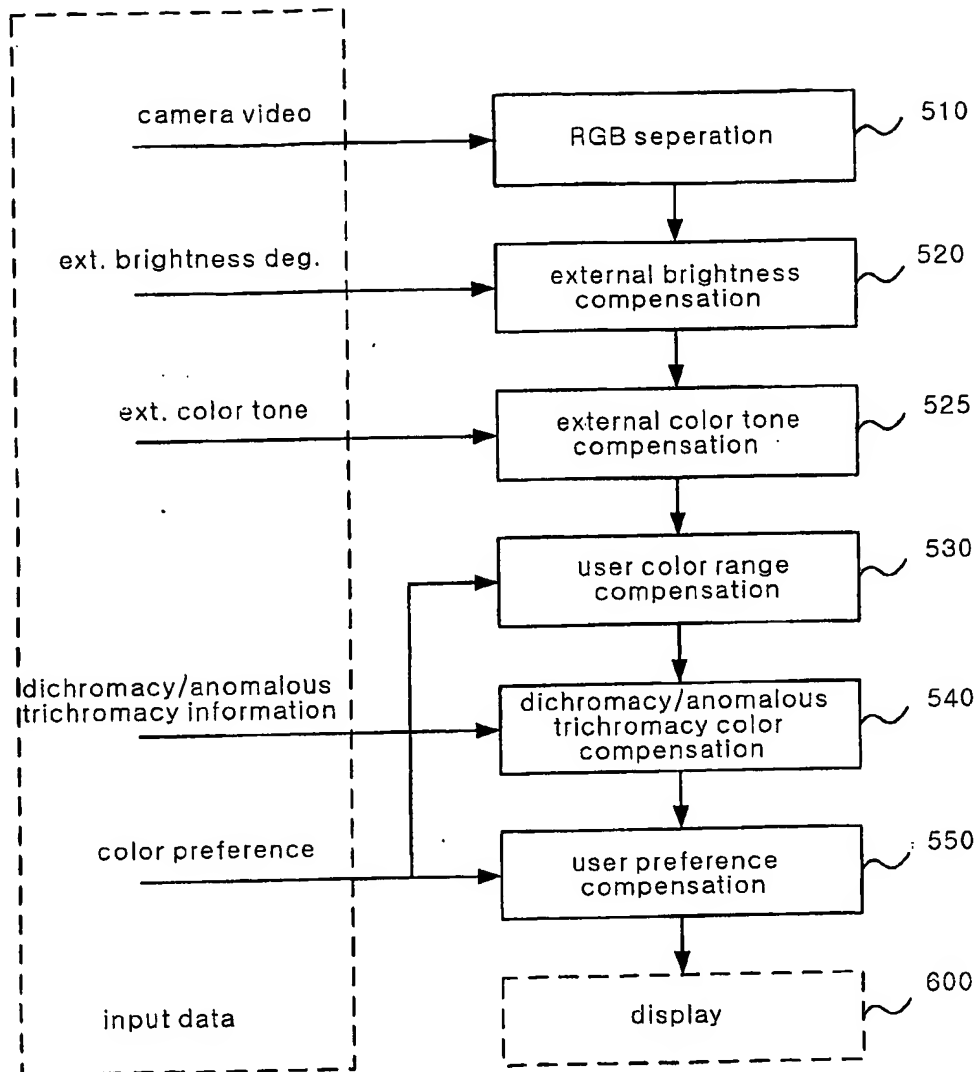 camera video
RGB seperation
510
ext. brightness deg.
external brightness
compensation
520
ext. color tone
external color tone
compensation
525
user color range
compensation
530
dichromacy/anomalous
trichromacy information
dichromacy/anomalous
trichromacy color
compensation
540
color preference
user preference
compensation
550
input data
display
600